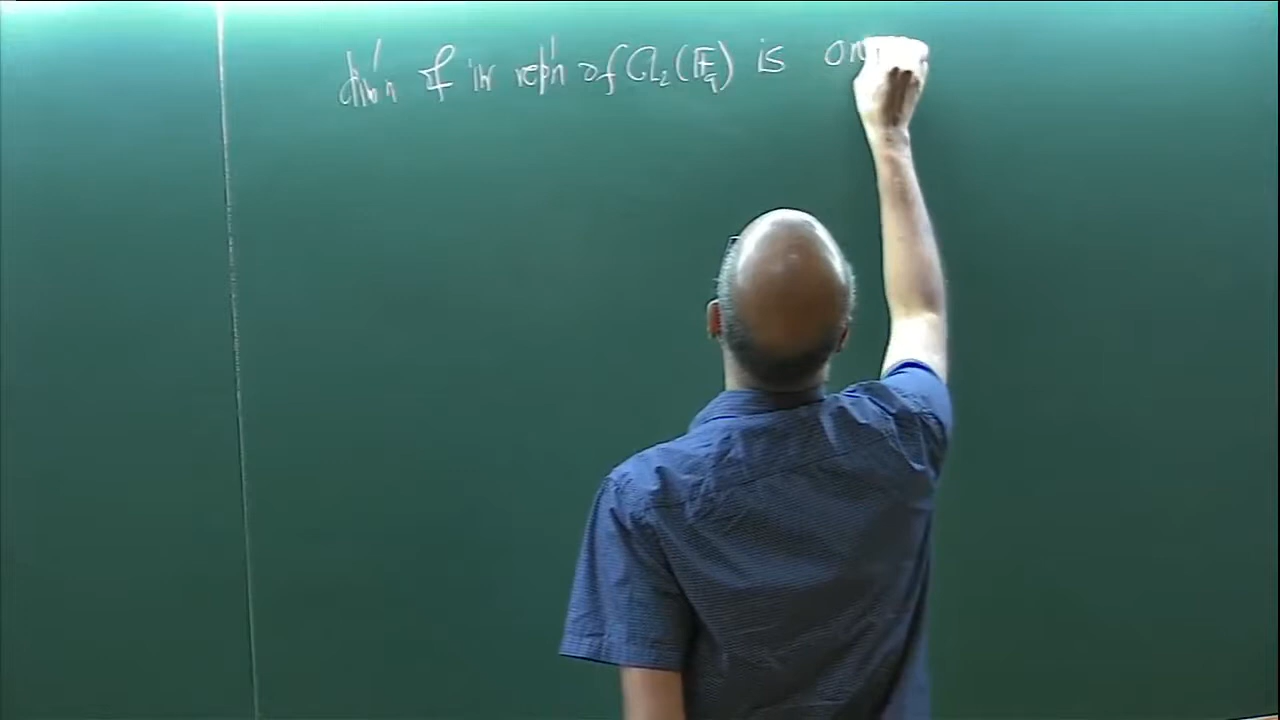 dim'n of irr rep'n of GL₂(𝔽q) is on